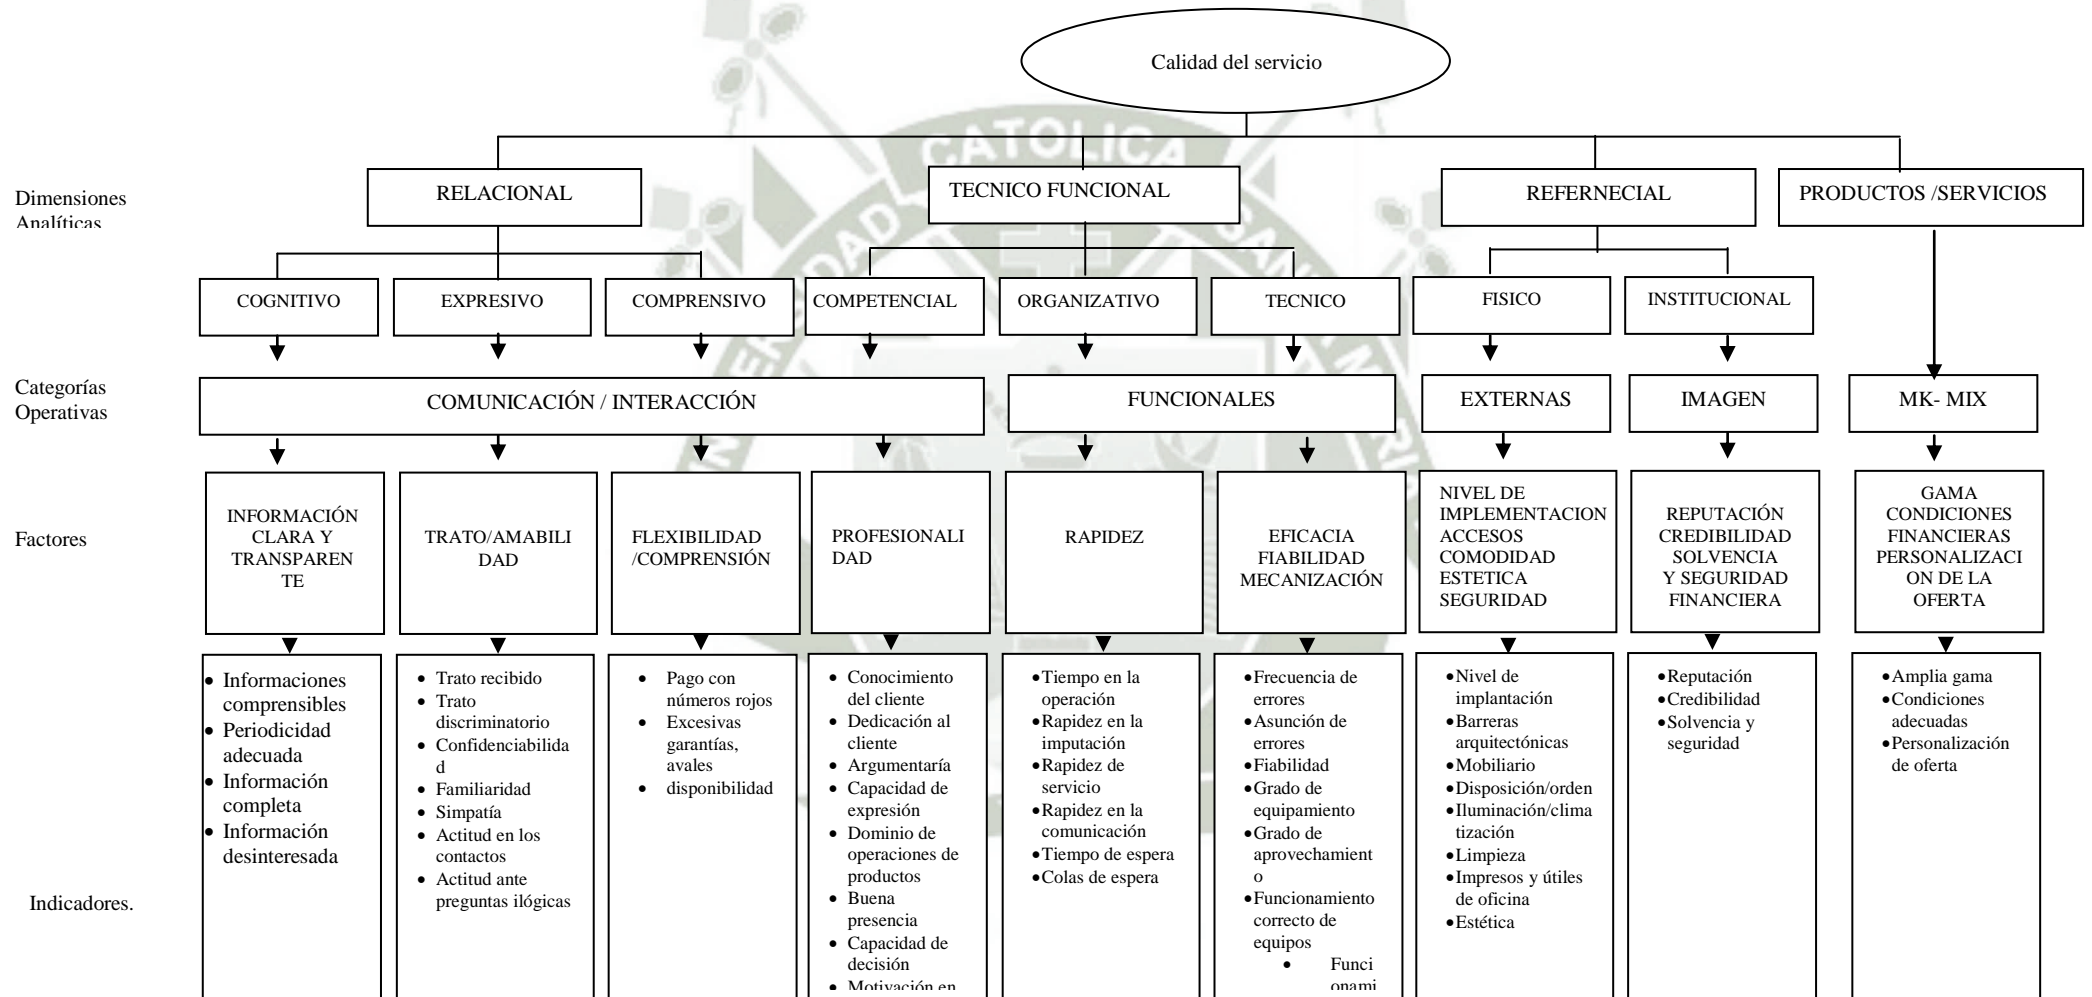 Calidad del servicio
Dimensiones
Analíticas
RELACIONAL
TECNICO FUNCIONAL
REFERNECIAL
PRODUCTOS /SERVICIOS
COGNITIVO
EXPRESIVO
COMPRENSIVO
COMPETENCIAL
ORGANIZATIVO
TECNICO
FISICO
INSTITUCIONAL
Categorías
Operativas
COMUNICACIÓN / INTERACCIÓN
FUNCIONALES
EXTERNAS
IMAGEN
MK- MIX
Factores
INFORMACIÓN
CLARA Y
TRANSPAREN
TE
TRATO/AMABILI
DAD
FLEXIBILIDAD
/COMPRENSIÓN
PROFESIONALI
DAD
RAPIDEZ
EFICACIA
FIABILIDAD
MECANIZACIÓN
NIVEL DE
IMPLEMENTACION
ACCESOS
COMODIDAD
ESTETICA
SEGURIDAD
REPUTACIÓN
CREDIBILIDAD
SOLVENCIA
Y SEGURIDAD
FINANCIERA
GAMA
CONDICIONES
FINANCIERAS
PERSONALIZACI
ON DE LA
OFERTA
Indicadores.
• Informaciones
comprensibles
• Periodicidad
adecuada
• Información
completa
• Información
desinteresada
• Trato recibido
• Trato
discriminatorio
• Confidenciabilida
d
• Familiaridad
• Simpatía
• Actitud en los
contactos
• Actitud ante
preguntas ilógicas
• Pago con
números rojos
• Excesivas
garantías,
avales
• disponibilidad
• Conocimiento
del cliente
• Dedicación al
cliente
• Argumentaría
• Capacidad de
expresión
• Dominio de
operaciones de
productos
• Buena
presencia
• Capacidad de
decisión
• Motivación en
•Tiempo en la
operación
•Rapidez en la
imputación
•Rapidez de
servicio
•Rapidez en la
comunicación
•Tiempo de espera
•Colas de espera
•Frecuencia de
errores
•Asunción de
errores
•Fiabilidad
•Grado de
equipamiento
•Grado de
aprovechamient
o
•Funcionamiento
correcto de
equipos
• Funci
onami
•Nivel de
implantación
•Barreras
arquitectónicas
•Mobiliario
•Disposición/orden
•Iluminación/clima
tización
•Limpieza
•Impresos y útiles
de oficina
•Estética
•Reputación
•Credibilidad
•Solvencia y
seguridad
•Amplia gama
•Condiciones
adecuadas
•Personalización
de oferta
CATOLICA